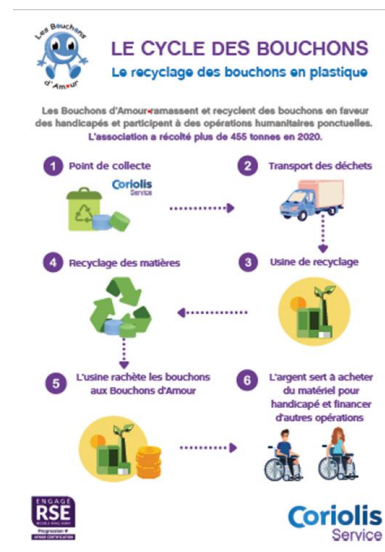 Les Bouchons
d'Amour
LE CYCLE DES BOUCHONS
Le recyclage des bouchons en plastique
Les Bouchons d'Amour ramassent et recyclent des bouchons en faveur
des handicapés et participent à des opérations humanitaires ponctuelles.
L'association a récolté plus de 455 tonnes en 2020.
1 Point de collecte
Coriolis
Service
2 Transport des déchets
4 Recyclage des matières
3 Usine de recyclage
5 L'usine rachète les bouchons
aux Bouchons d'Amour
6 L'argent sert à acheter
du matériel pour
handicapé et financer
d'autres opérations
ENGAGÉ
RSE
Progression
AFNOR CERTIFICATION
Coriolis
Service